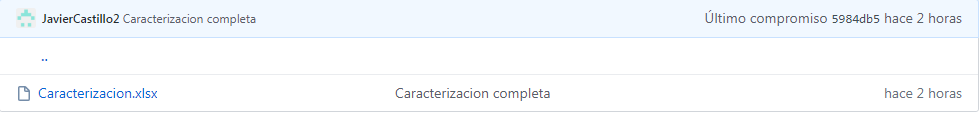 JavierCastillo2 Caracterizacion completa Último compromiso 5984db5 hace 2 horas
..
Caracterizacion.xlsx Caracterizacion completa hace 2 horas